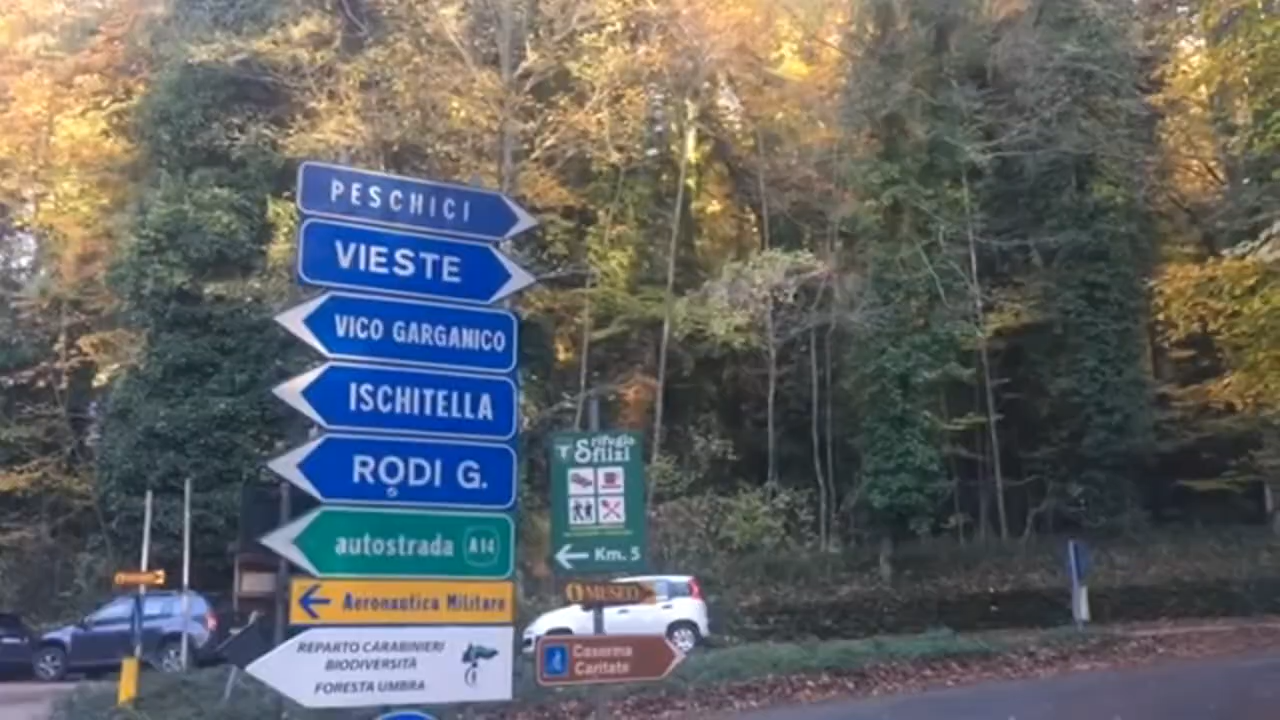 PESCHICI
VIESTE
VICO GARGANICO
ISCHITELLA
RODI G.
autostrada A14
Aeronautica Militare
REPARTO CARABINIERI
BIODIVERSITÀ
FORESTA UMBRA
rifugio
Sfilzi
Km. 5
MUSEO
Caserma
Caritate